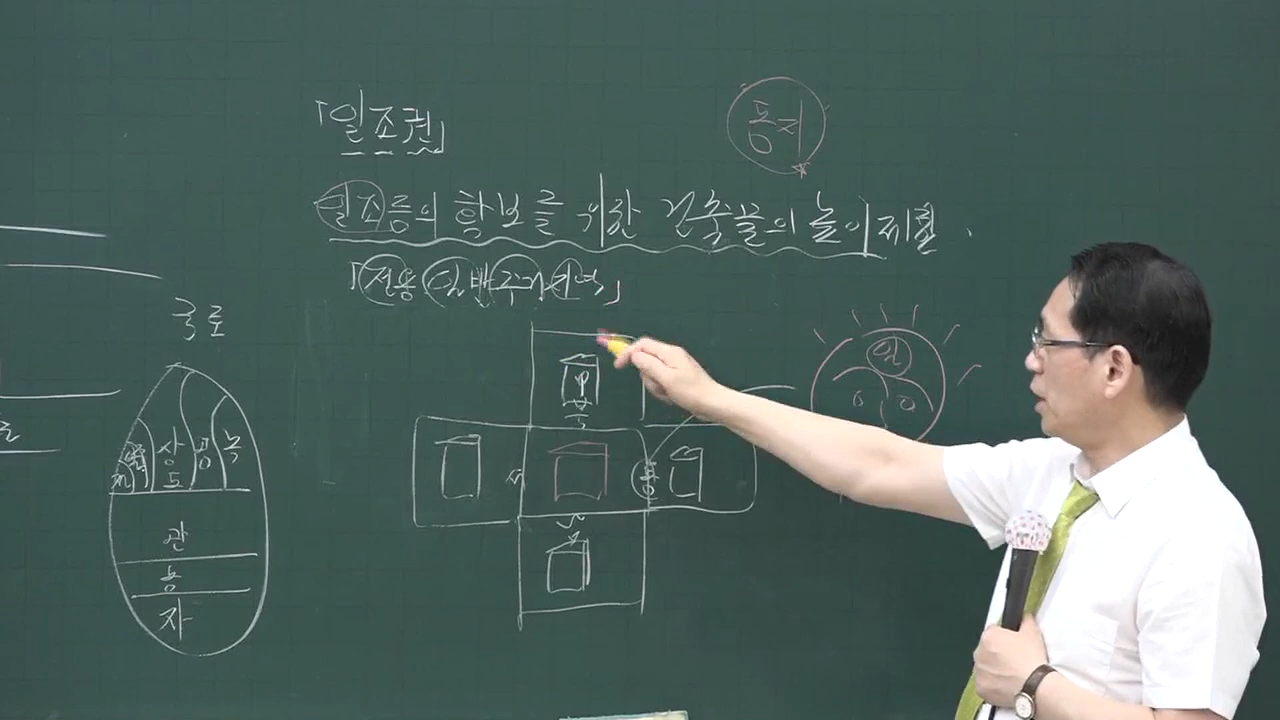 「일조권」
동지
일조등의 확보를 위한 건축물의 높이제한.
「전용 일반주거지역」
국토
상 공 녹
도
관
농
자
일